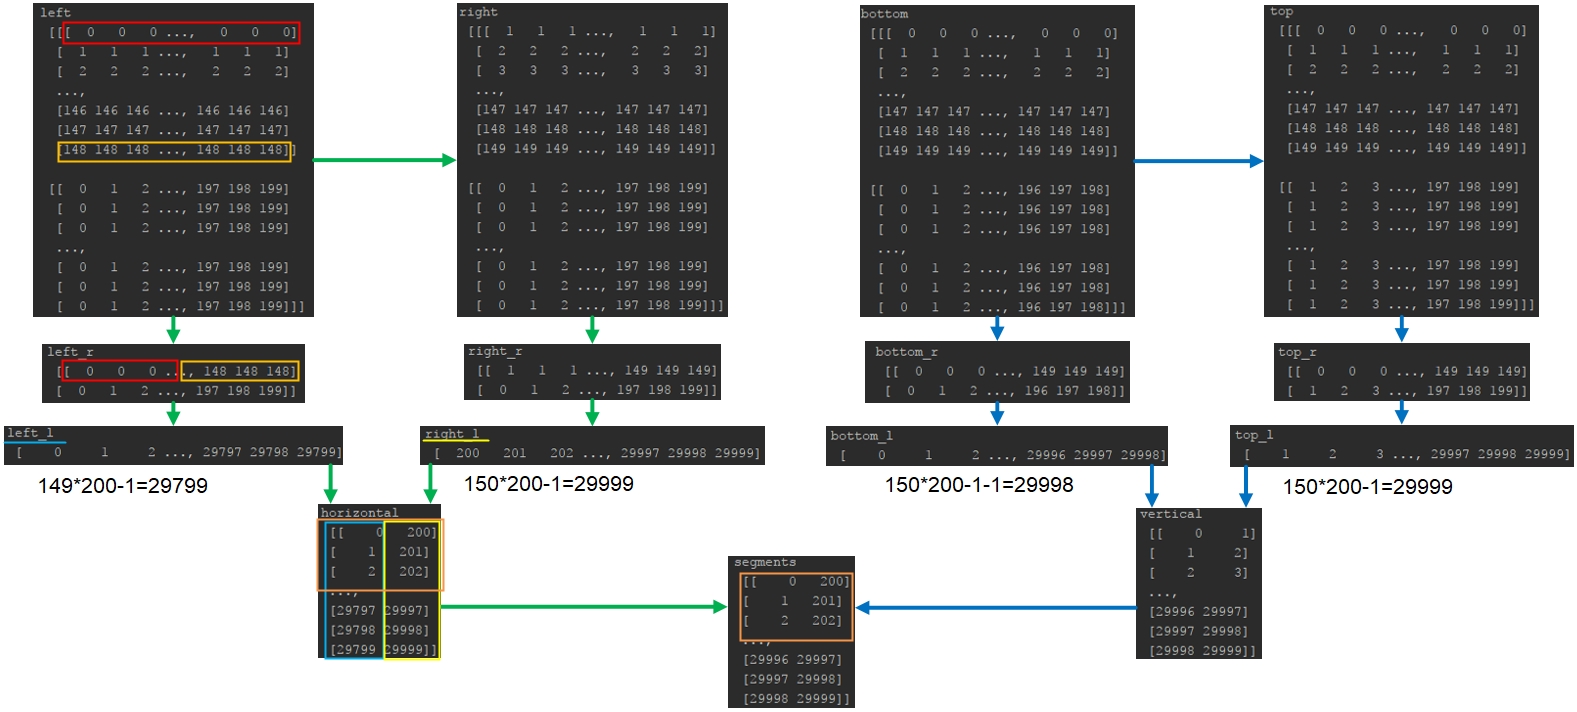 left
[[[ 0 0 0 ..., 0 0 0]
[ 1 1 1 ..., 1 1 1]
[ 2 2 2 ..., 2 2 2]
...,
[146 146 146 ..., 146 146 146]
[147 147 147 ..., 147 147 147]
[148 148 148 ..., 148 148 148]]
[[ 0 1 2 ..., 197 198 199]
[ 0 1 2 ..., 197 198 199]
[ 0 1 2 ..., 197 198 199]
...,
[ 0 1 2 ..., 197 198 199]
[ 0 1 2 ..., 197 198 199]
[ 0 1 2 ..., 197 198 199]]]
right
[[[ 1 1 1 ..., 1 1 1]
[ 2 2 2 ..., 2 2 2]
[ 3 3 3 ..., 3 3 3]
...,
[147 147 147 ..., 147 147 147]
[148 148 148 ..., 148 148 148]
[149 149 149 ..., 149 149 149]]
[[ 0 1 2 ..., 197 198 199]
[ 0 1 2 ..., 197 198 199]
[ 0 1 2 ..., 197 198 199]
...,
[ 0 1 2 ..., 197 198 199]
[ 0 1 2 ..., 197 198 199]
[ 0 1 2 ..., 197 198 199]]]
bottom
[[[ 0 0 0 ..., 0 0 0]
[ 1 1 1 ..., 1 1 1]
[ 2 2 2 ..., 2 2 2]
...,
[147 147 147 ..., 147 147 147]
[148 148 148 ..., 148 148 148]
[149 149 149 ..., 149 149 149]]
[[ 0 1 2 ..., 196 197 198]
[ 0 1 2 ..., 196 197 198]
[ 0 1 2 ..., 196 197 198]
...,
[ 0 1 2 ..., 196 197 198]
[ 0 1 2 ..., 196 197 198]
[ 0 1 2 ..., 196 197 198]]]
top
[[[ 0 0 0 ..., 0 0 0]
[ 1 1 1 ..., 1 1 1]
[ 2 2 2 ..., 2 2 2]
...,
[147 147 147 ..., 147 147 147]
[148 148 148 ..., 148 148 148]
[149 149 149 ..., 149 149 149]]
[[ 1 2 3 ..., 197 198 199]
[ 1 2 3 ..., 197 198 199]
[ 1 2 3 ..., 197 198 199]
...,
[ 1 2 3 ..., 197 198 199]
[ 1 2 3 ..., 197 198 199]
[ 1 2 3 ..., 197 198 199]]]
left_r
[[ 0 0 0 ..., 148 148 148]
[ 0 1 2 ..., 197 198 199]]
right_r
[[ 1 1 1 ..., 149 149 149]
[ 0 1 2 ..., 197 198 199]]
bottom_r
[[ 0 0 0 ..., 149 149 149]
[ 0 1 2 ..., 196 197 198]]
top_r
[[ 0 0 0 ..., 149 149 149]
[ 1 2 3 ..., 197 198 199]]
left_l
[ 0 1 2 ..., 29797 29798 29799]
149*200-1=29799
right_l
[ 200 201 202 ..., 29997 29998 29999]
150*200-1=29999
bottom_l
[ 0 1 2 ..., 29996 29997 29998]
150*200-1-1=29998
top_l
[ 1 2 3 ..., 29997 29998 29999]
150*200-1=29999
horizontal
[[ 0 200]
[ 1 201]
[ 2 202]
...,
[29797 29997]
[29798 29998]
[29799 29999]]
segments
[[ 0 200]
[ 1 201]
[ 2 202]
...,
[29996 29997]
[29997 29998]
[29998 29999]]
vertical
[[ 0 1]
[ 1 2]
[ 2 3]
...,
[29996 29997]
[29997 29998]
[29998 29999]]